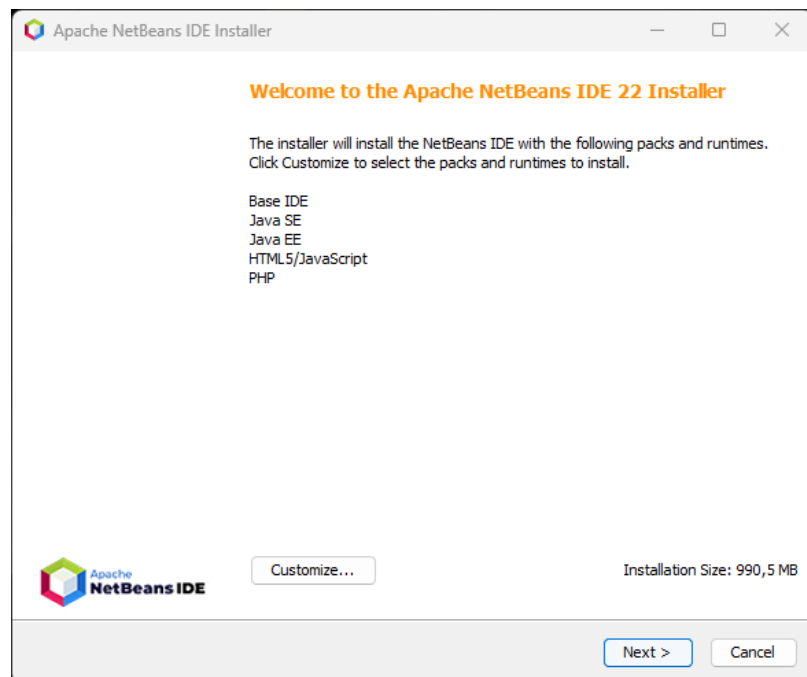 Apache NetBeans IDE Installer
Welcome to the Apache NetBeans IDE 22 Installer
The installer will install the NetBeans IDE with the following packs and runtimes.
Click Customize to select the packs and runtimes to install.
Base IDE
Java SE
Java EE
HTML5/JavaScript
PHP
Apache
NetBeans IDE
Customize...
Installation Size: 990,5 MB
Next >
Cancel